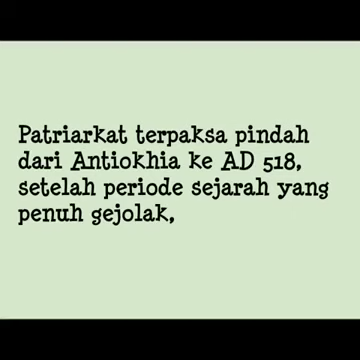 Patriarkat terpaksa pindah
dari Antiokhia ke AD 518,
setelah periode sejarah yang
penuh gejolak,